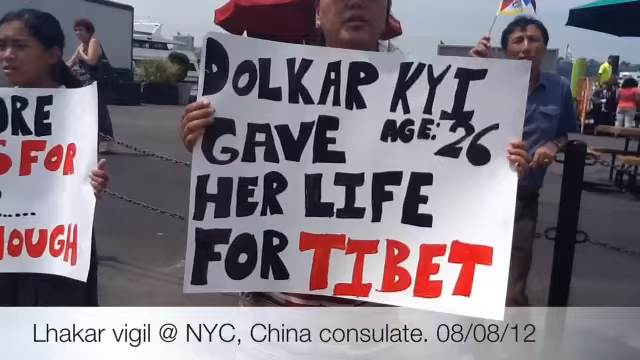 ORE
S FOR
......
NOUGH
DOLKAR KYI
AGE: 26
GAVE
HER LIFE
FOR TIBET
Lhakar vigil @ NYC, China consulate. 08/08/12